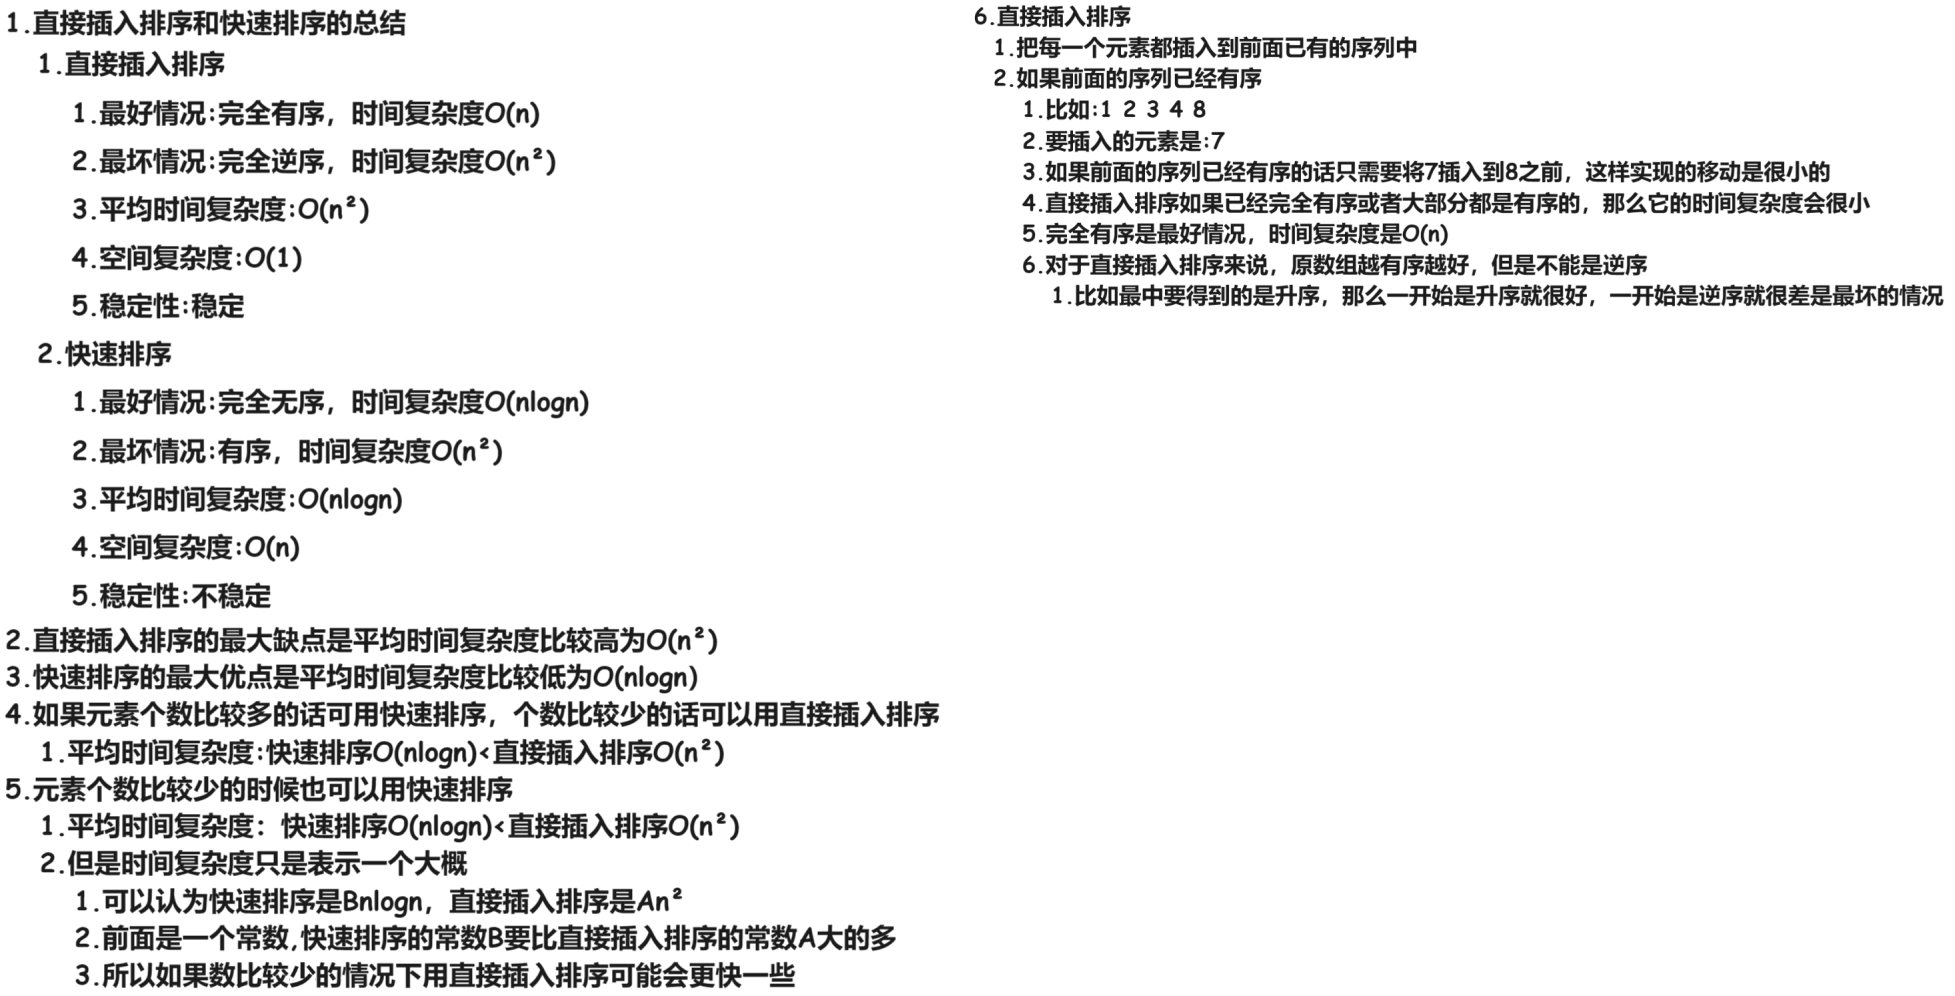 1.直接插入排序和快速排序的总结
1.直接插入排序
1.最好情况:完全有序，时间复杂度O(n)
2.最坏情况:完全逆序，时间复杂度O(n²)
3.平均时间复杂度:O(n²)
4.空间复杂度:O(1)
5.稳定性:稳定
2.快速排序
1.最好情况:完全无序，时间复杂度O(nlogn)
2.最坏情况:有序，时间复杂度O(n²)
3.平均时间复杂度:O(nlogn)
4.空间复杂度:O(n)
5.稳定性:不稳定
2.直接插入排序的最大缺点是平均时间复杂度比较高为O(n²)
3.快速排序的最大优点是平均时间复杂度比较低为O(nlogn)
4.如果元素个数比较多的话可用快速排序，个数比较少的话可以用直接插入排序
1.平均时间复杂度:快速排序O(nlogn)<直接插入排序O(n²)
5.元素个数比较少的时候也可以用快速排序
1.平均时间复杂度：快速排序O(nlogn)<直接插入排序O(n²)
2.但是时间复杂度只是表示一个大概
1.可以认为快速排序是Bnlogn，直接插入排序是An²
2.前面是一个常数,快速排序的常数B要比直接插入排序的常数A大的多
3.所以如果数比较少的情况下用直接插入排序可能会更快一些
6.直接插入排序
1.把每一个元素都插入到前面已有的序列中
2.如果前面的序列已经有序
1.比如:1 2 3 4 8
2.要插入的元素是:7
3.如果前面的序列已经有序的话只需要将7插入到8之前，这样实现的移动是很小的
4.直接插入排序如果已经完全有序或者大部分都是有序的，那么它的时间复杂度会很小
5.完全有序是最好情况，时间复杂度是O(n)
6.对于直接插入排序来说，原数组越有序越好，但是不能是逆序
1.比如最中要得到的是升序，那么一开始是升序就很好，一开始是逆序就很差是最坏的情况